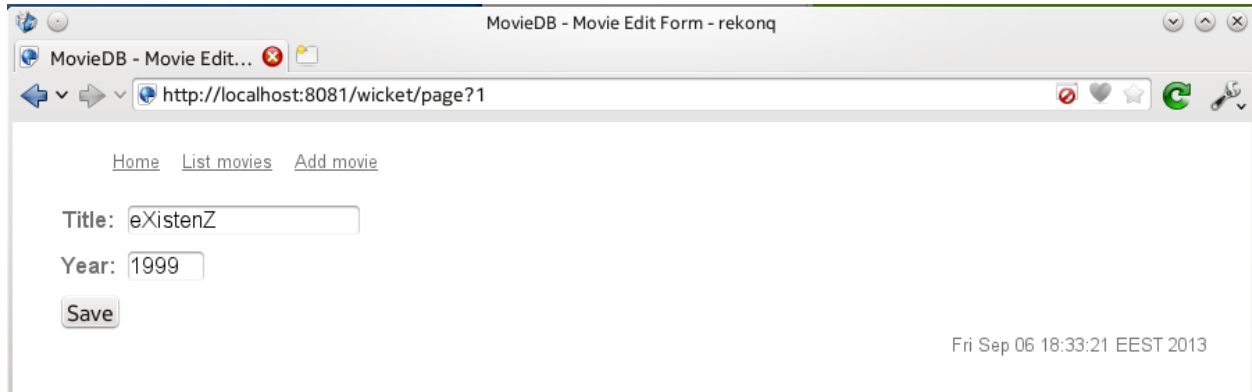 MovieDB - Movie Edit Form - rekonq
MovieDB - Movie Edit...
http://localhost:8081/wicket/page?1
Home List movies Add movie
Title: eXistenZ
Year: 1999
Save
Fri Sep 06 18:33:21 EEST 2013